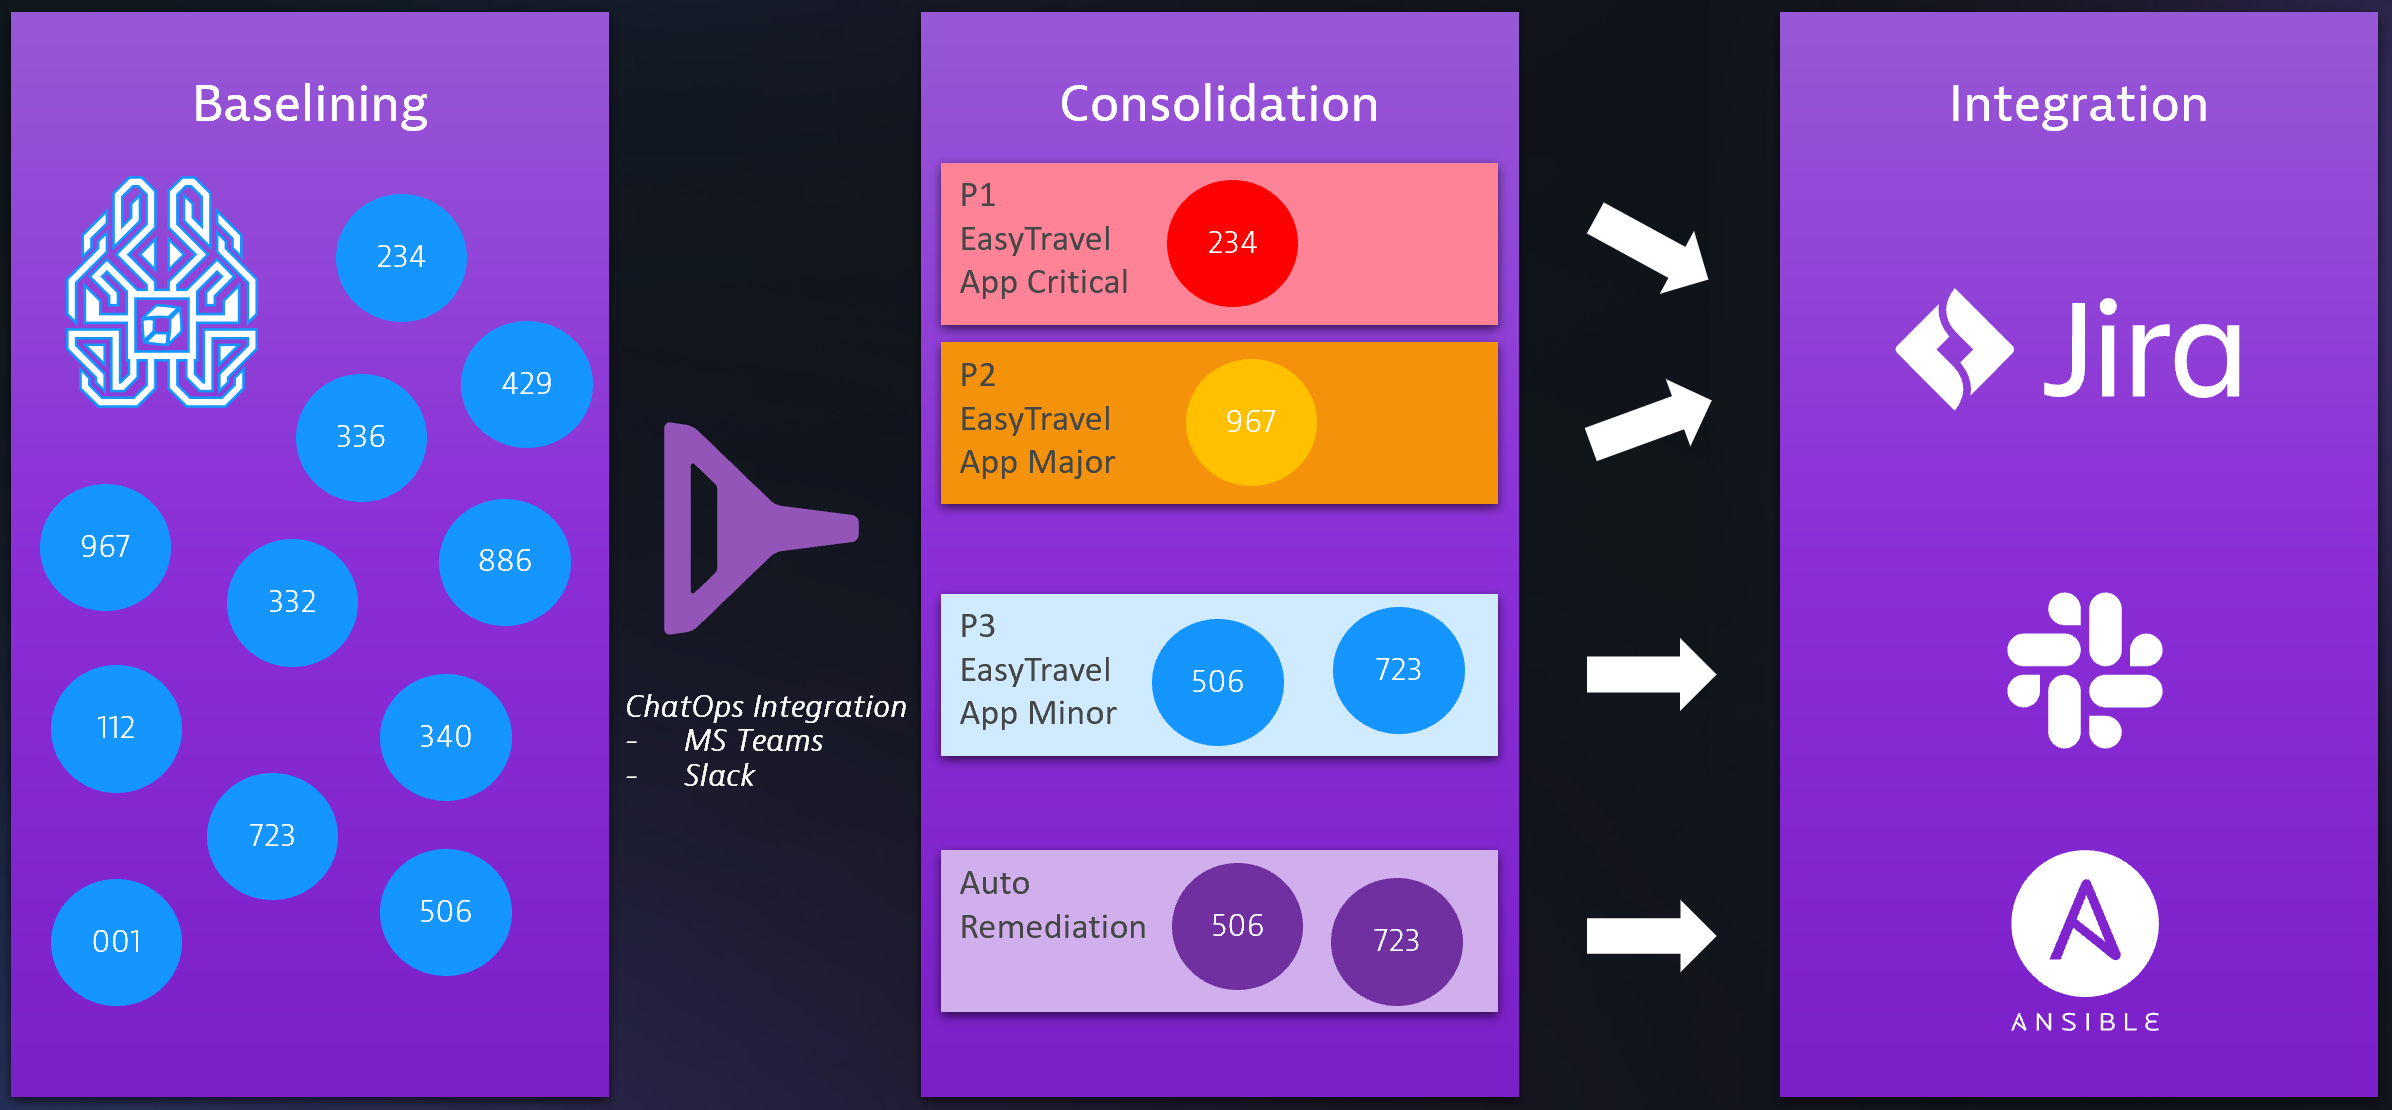 Baselining
234
429
336
967
886
332
112
340
723
506
001
ChatOps Integration
- MS Teams
- Slack
Consolidation
P1
EasyTravel
App Critical
234
P2
EasyTravel
App Major
967
P3
EasyTravel
App Minor
506
723
Auto
Remediation
506
723
Integration
Jira
ANSIBLE